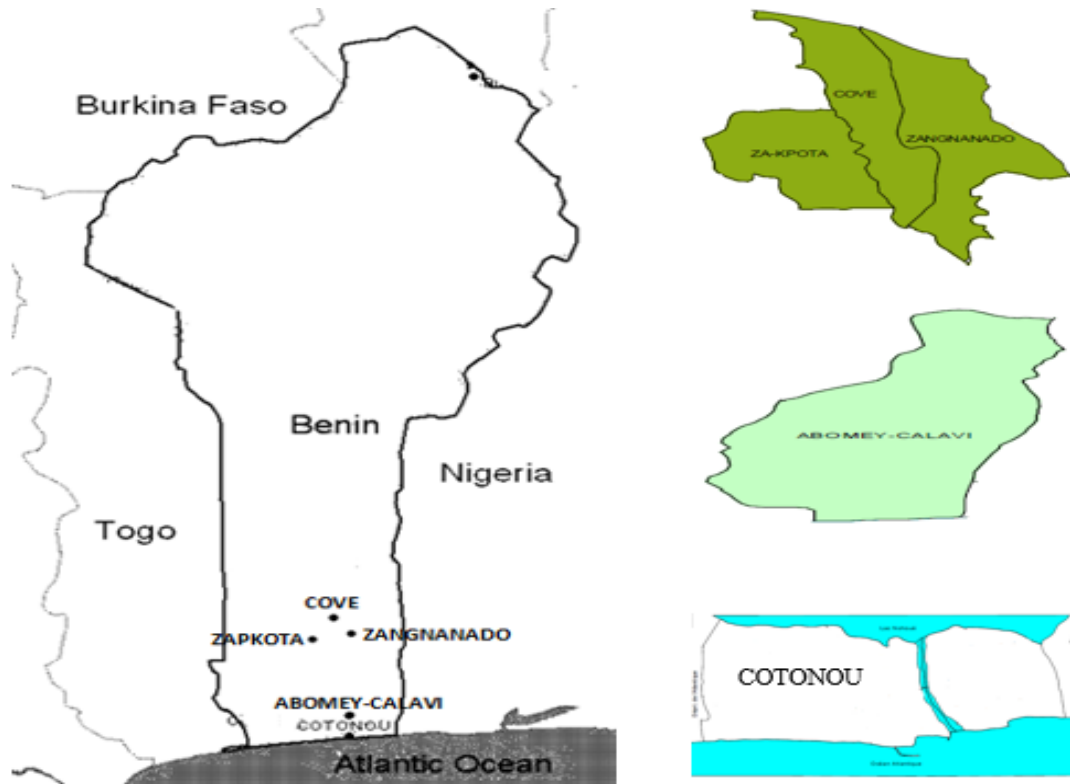 Burkina Faso
Benin
Nigeria
Togo
COVE
ZAPKOTA
ZANGNANADO
ABOMEY-CALAVI
COTONOU
Atlantic Ocean
COVE
ZANGNANADO
ZA-KPOTA
ABOMEY-CALAVI
COTONOU